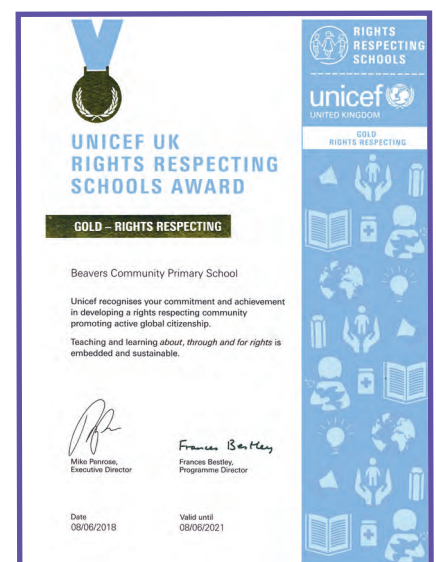 UNICEF UK
RIGHTS RESPECTING
SCHOOLS AWARD
GOLD – RIGHTS RESPECTING
Beavers Community Primary School
Unicef recognises your commitment and achievement
in developing a rights respecting community
promoting active global citizenship.
Teaching and learning about, through and for rights is
embedded and sustainable.
Mike Penrose,
Executive Director
Frances Bestley
Frances Bestley,
Programme Director
Date
08/06/2018
Valid until
08/06/2021
RIGHTS
RESPECTING
SCHOOLS
unicef
UNITED KINGDOM
GOLD
RIGHTS RESPECTING